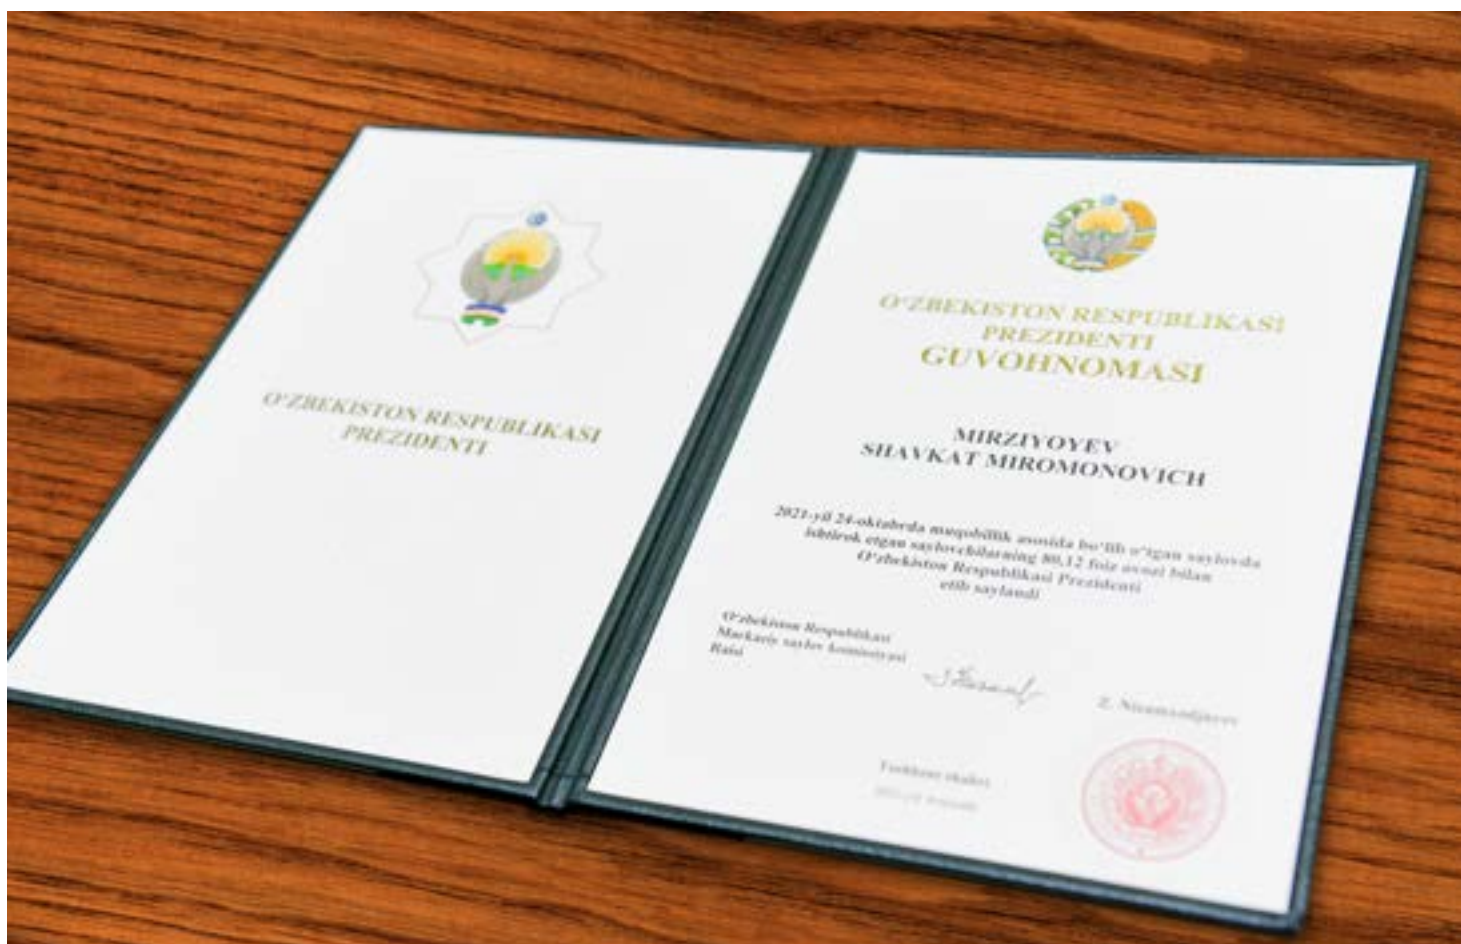 O‘ZBEKISTON RESPUBLIKASI
PREZIDENTI
O‘ZBEKISTON RESPUBLIKASI
PREZIDENTI
GUVOHNOMASI
MIRZIYOYEV
SHAVKAT MIROMONOVICH
2021-yil 24-oktabrda muqobillik asosida bo‘lib o‘tgan saylovda
ishtirok etgan saylovchilarning 80,12 foiz ovozi bilan
O‘zbekiston Respublikasi Prezidenti
etib saylandi
O‘zbekiston Respublikasi
Markaziy saylov komissiyasi
Raisi
Z. Nizamxodjayev
Toshkent shahri